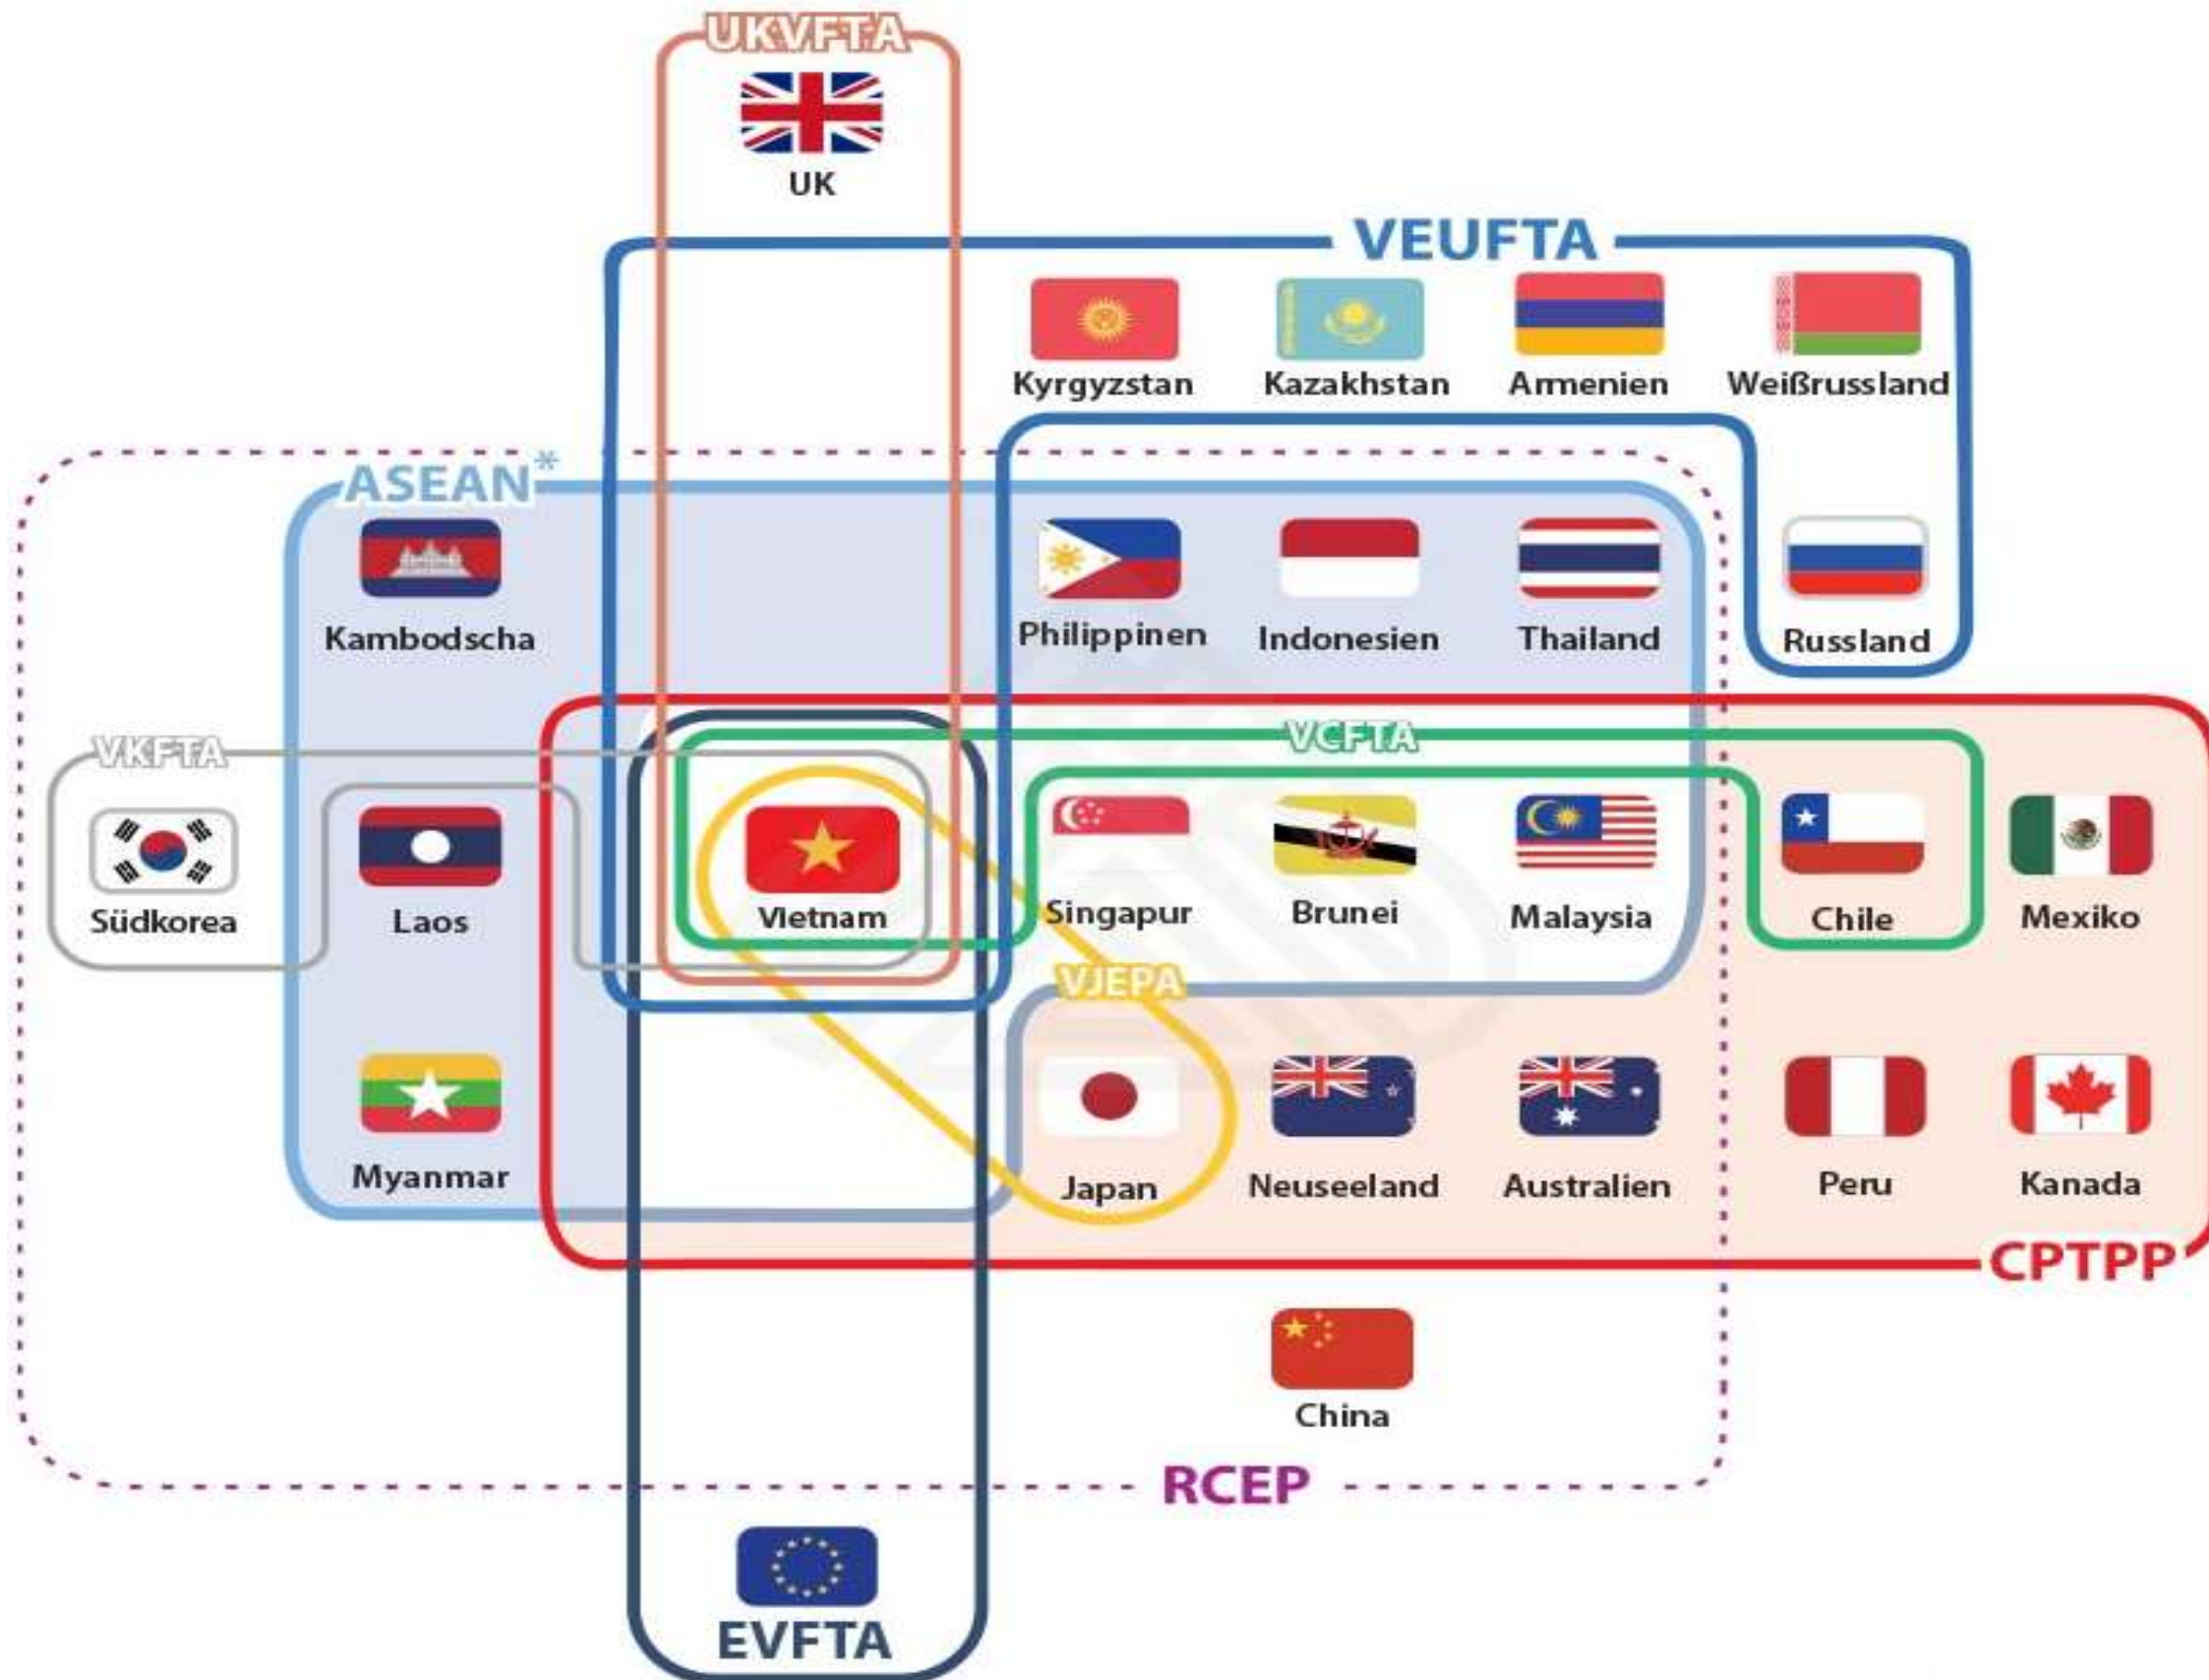 UKVFTA
UK
VEUFTA
Kyrgyzstan Kazakhstan Armenien Weißrussland
ASEAN*
Kambodscha Philippinen Indonesien Thailand Russland
VKFTA VCFTA
Südkorea Laos Vietnam Singapur Brunei Malaysia Chile Mexiko
VJEPA
Myanmar Japan Neuseeland Australien Peru Kanada
CPTPP
China
RCEP
EVFTA